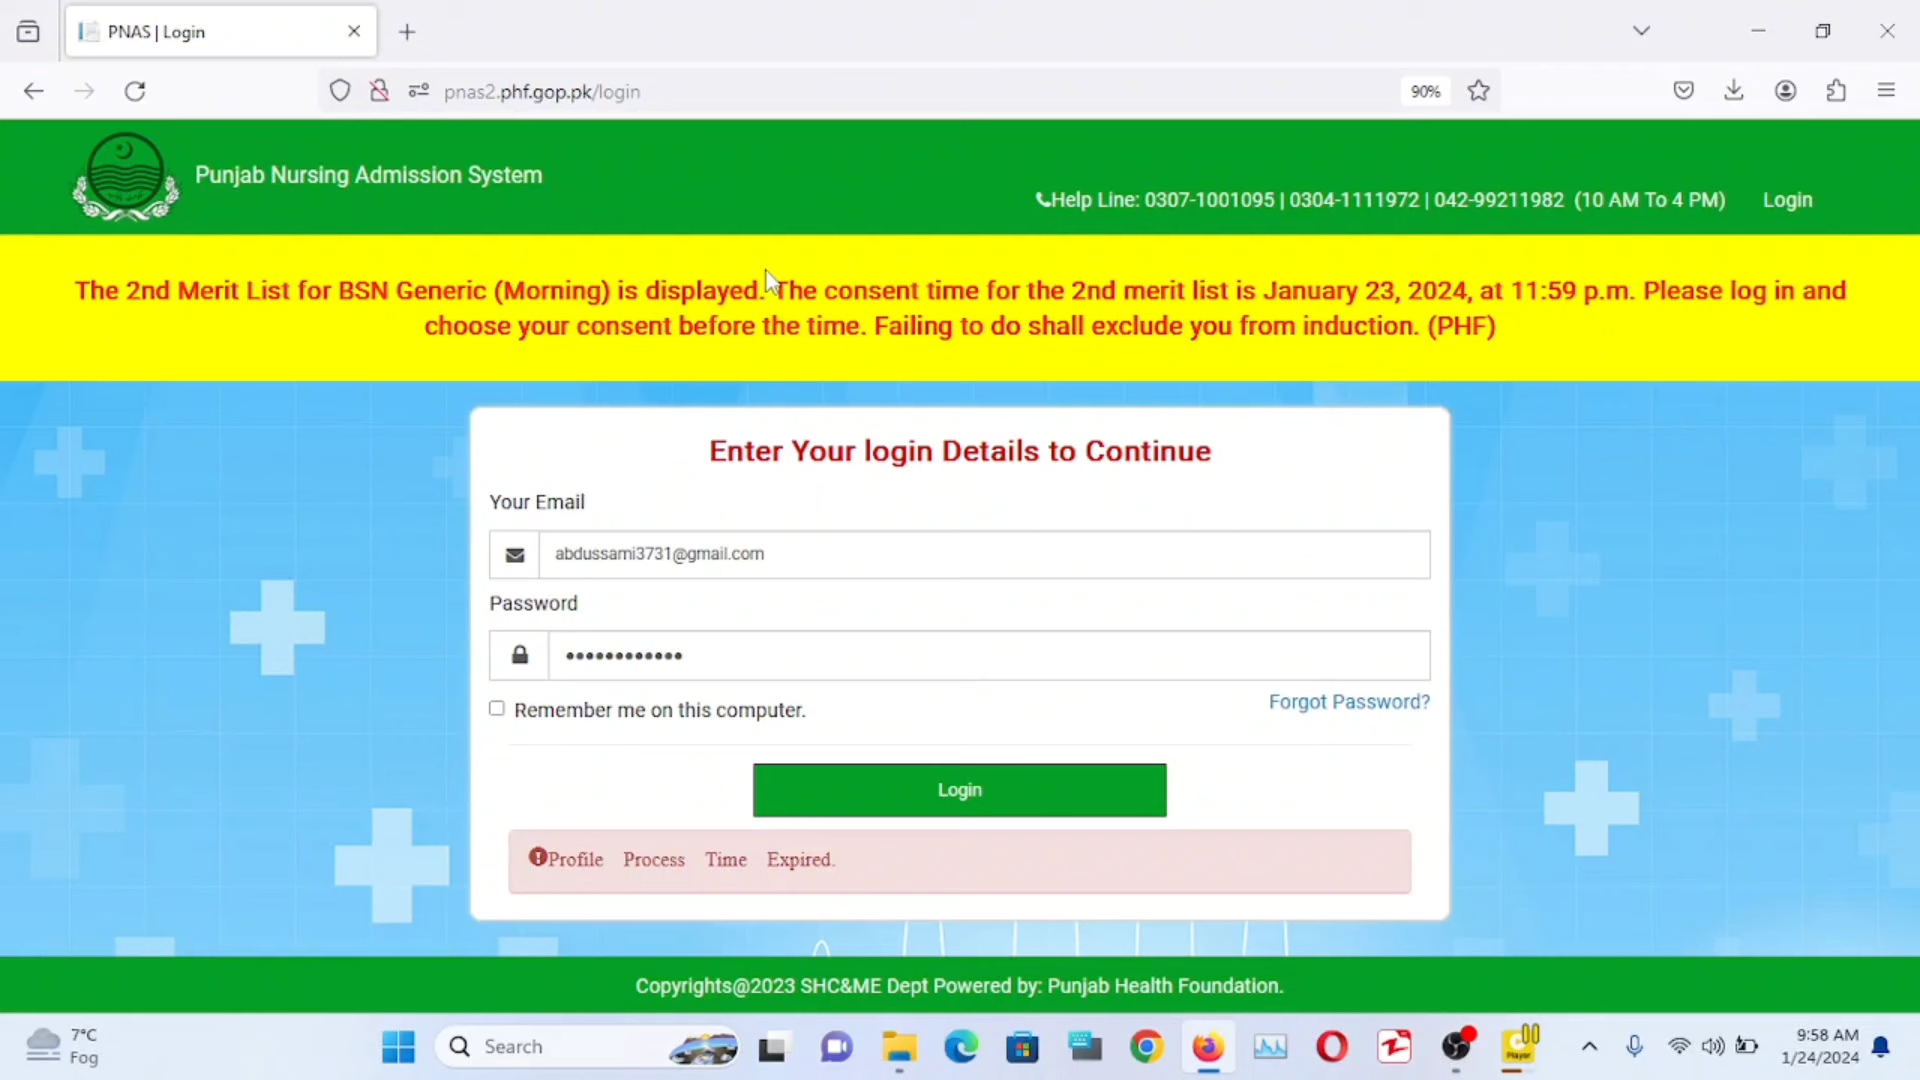 PNAS | Login
pnas2.phf.gop.pk/login
90%
Punjab Nursing Admission System
Help Line: 0307-1001095 | 0304-1111972 | 042-99211982 (10 AM To 4 PM)
Login
The 2nd Merit List for BSN Generic (Morning) is displayed. The consent time for the 2nd merit list is January 23, 2024, at 11:59 p.m. Please log in and
choose your consent before the time. Failing to do shall exclude you from induction. (PHF)
Enter Your login Details to Continue
Your Email
abdussami3731@gmail.com
Password
Remember me on this computer.
Forgot Password?
Login
Profile Process Time Expired.
Copyrights@2023 SHC&ME Dept Powered by: Punjab Health Foundation.
7°C
Fog
Search
Player
9:58 AM
1/24/2024